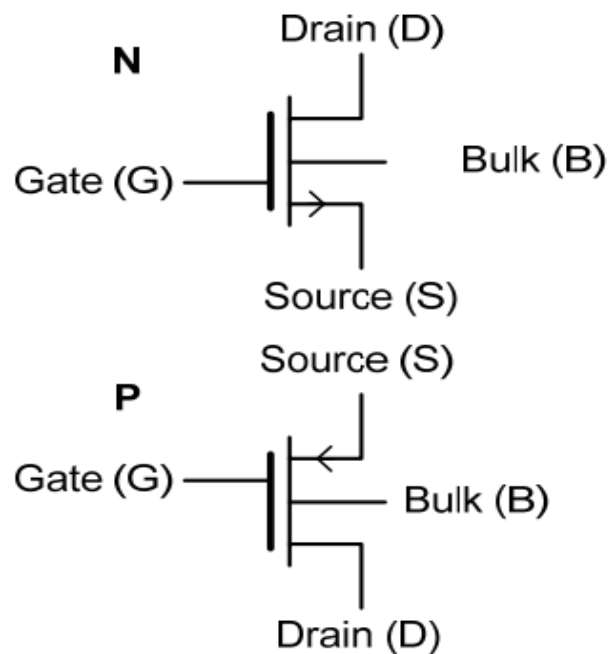 Drain (D)
N
Bulk (B)
Gate (G)
Source (S)
Source (S)
P
Gate (G)
Bulk (B)
Drain (D)